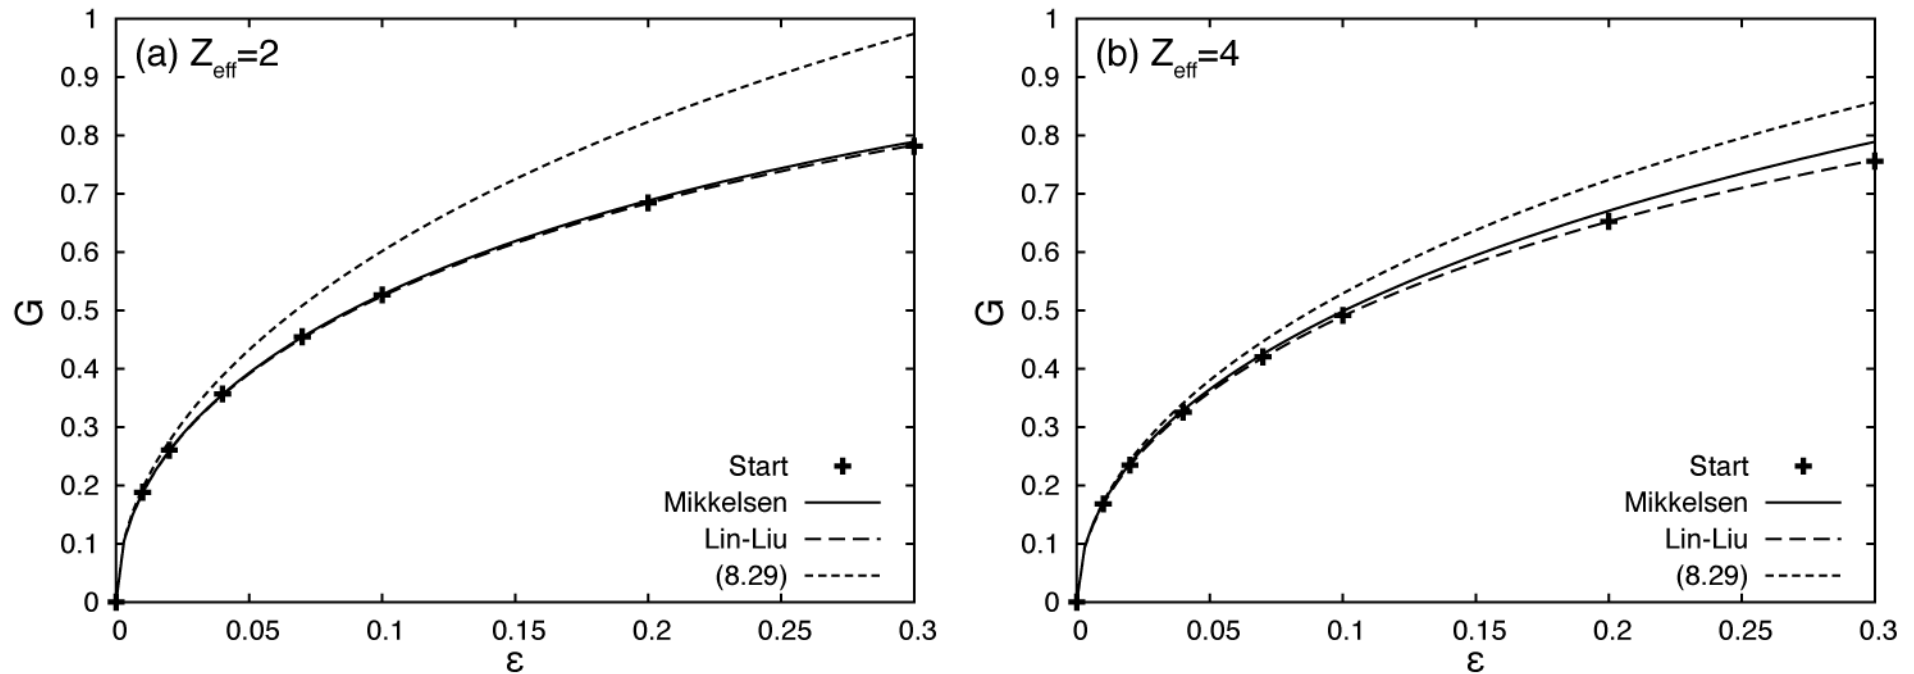 (a) Z_eff=2
1
0.9
0.8
0.7
0.6
0.5
0.4
0.3
0.2
0.1
0
G
Start
Mikkelsen
Lin-Liu
(8.29)
0 0.05 0.1 0.15 0.2 0.25 0.3
ε
(b) Z_eff=4
1
0.9
0.8
0.7
0.6
0.5
0.4
0.3
0.2
0.1
0
G
Start
Mikkelsen
Lin-Liu
(8.29)
0 0.05 0.1 0.15 0.2 0.25 0.3
ε